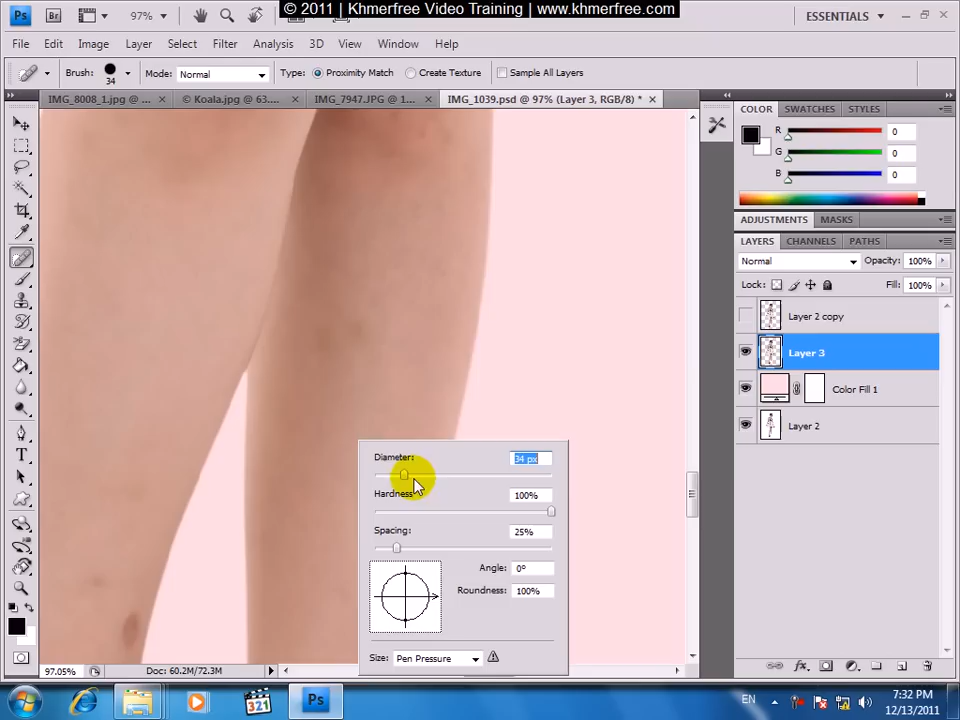 © 2011 | Khmerfree Video Training | www.khmerfree.com
Ps Br 97% ESSENTIALS
File Edit Image Layer Select Filter Analysis 3D View Window Help
Brush: 34 Mode: Normal Type: Proximity Match Create Texture Sample All Layers
IMG_8008_1.jpg @ ... × © Koala.jpg @ 63.... × IMG_7947.JPG @ 1... × IMG_1039.psd @ 97% (Layer 3, RGB/8) * ×
COLOR SWATCHES STYLES
R 0
G 0
B 0
ADJUSTMENTS MASKS
LAYERS CHANNELS PATHS
Normal Opacity: 100%
Lock: Fill: 100%
Layer 2 copy
Layer 3
Color Fill 1
Layer 2
Diameter: 34 px
Hardness: 100%
Spacing: 25%
Angle: 0°
Roundness: 100%
Size: Pen Pressure
97.05% Doc: 60.2M/72.3M
321 Ps EN 7:32 PM
12/13/2011